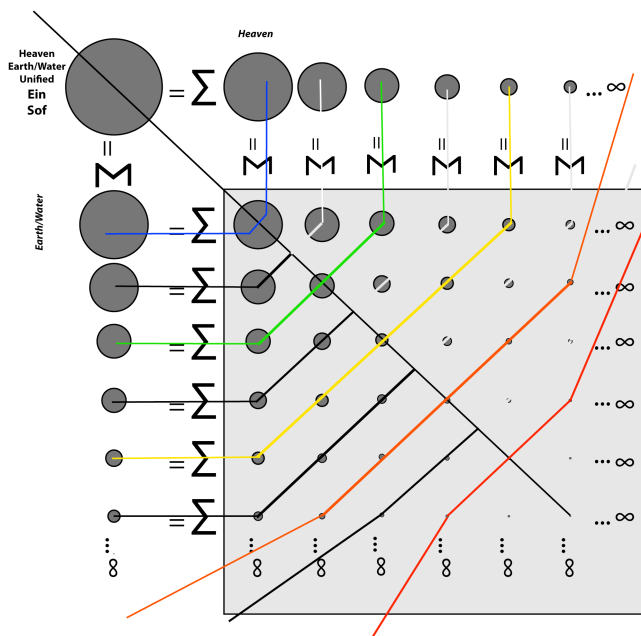 Heaven
Heaven
Earth/Water
Unified
Ein
Sof
= Σ
... ∞
= = = = = =
Σ Σ Σ Σ Σ Σ
=
Σ
Earth/Water
= Σ ... ∞
= Σ ... ∞
= Σ ... ∞
= Σ ... ∞
= Σ ... ∞
= Σ ... ∞
... ... ... ... ... ... ...
∞ ∞ ∞ ∞ ∞ ∞ ∞